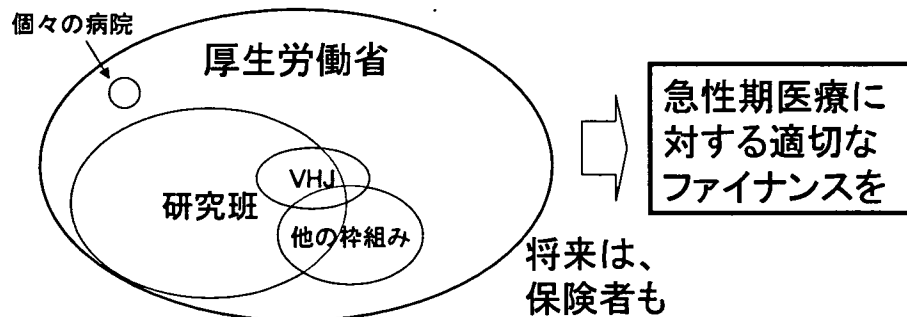 個々の病院
厚生労働省
急性期医療に
対する適切な
ファイナンスを
VHJ
研究班
他の枠組み
将来は、
保険者も